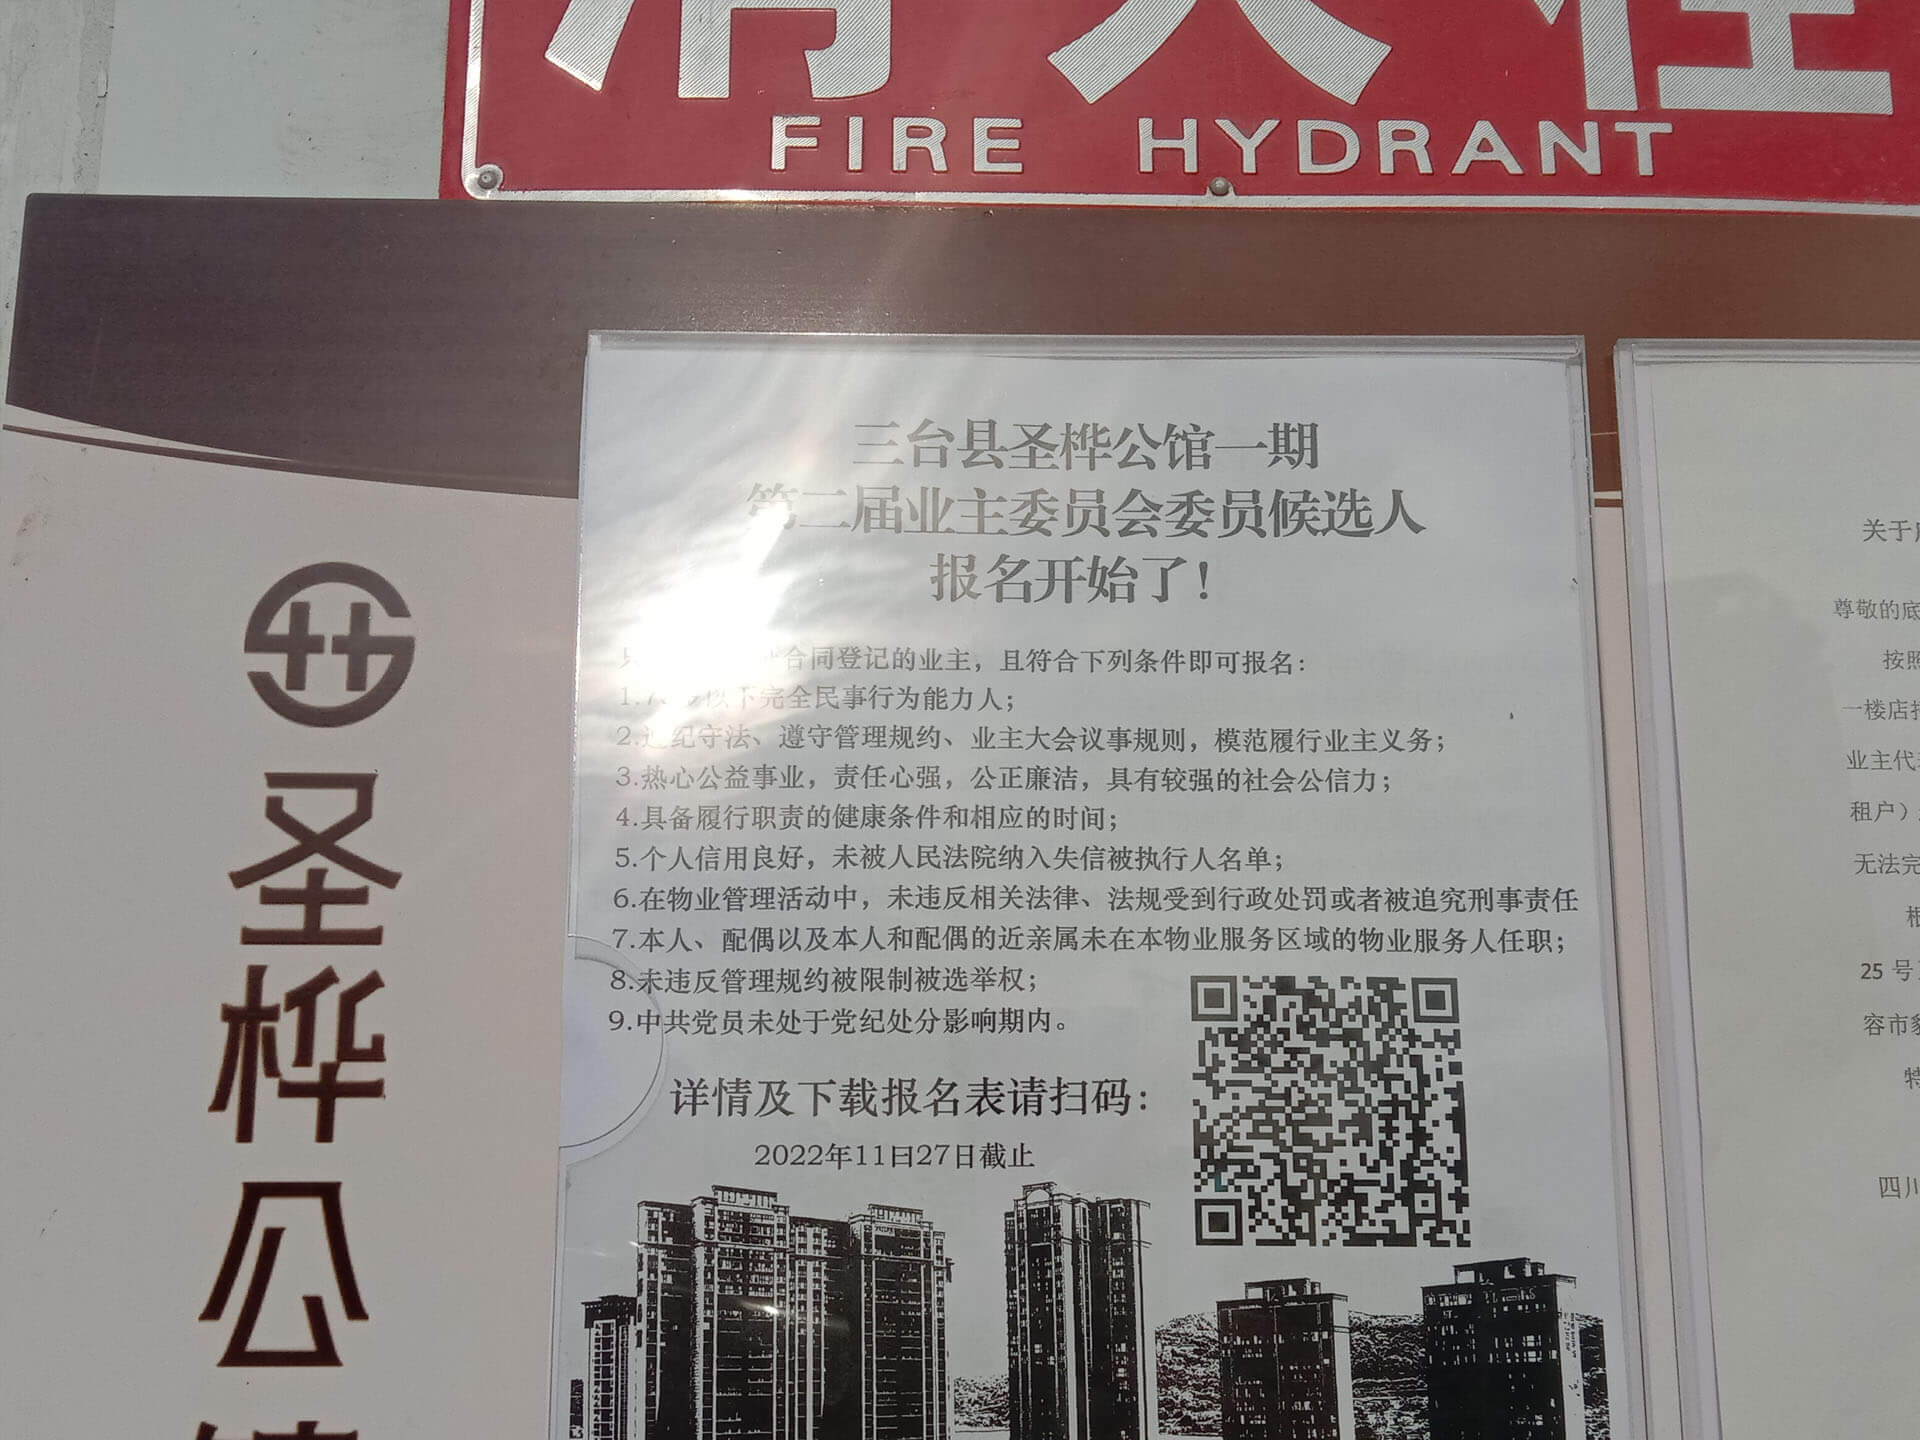 消火栓
FIRE HYDRANT
圣桦公
三台县圣桦公馆一期
第二届业主委员会委员候选人
报名开始了！
合同登记的业主，且符合下列条件即可报名：
1. 以下完全民事行为能力人；
2. 纪守法、遵守管理规约、业主大会议事规则，模范履行业主义务；
3.热心公益事业，责任心强，公正廉洁，具有较强的社会公信力；
4.具备履行职责的健康条件和相应的时间；
5.个人信用良好，未被人民法院纳入失信被执行人名单；
6.在物业管理活动中，未违反相关法律、法规受到行政处罚或者被追究刑事责任
7.本人、配偶以及本人和配偶的近亲属未在本物业服务区域的物业服务人任职；
8.未违反管理规约被限制被选举权；
9.中共党员未处于党纪处分影响期内。
详情及下载报名表请扫码：
2022年11日27日截止
关于
尊敬的底
按照
一楼店
业主代
租户）
无法完
25 号
容市
特
四川